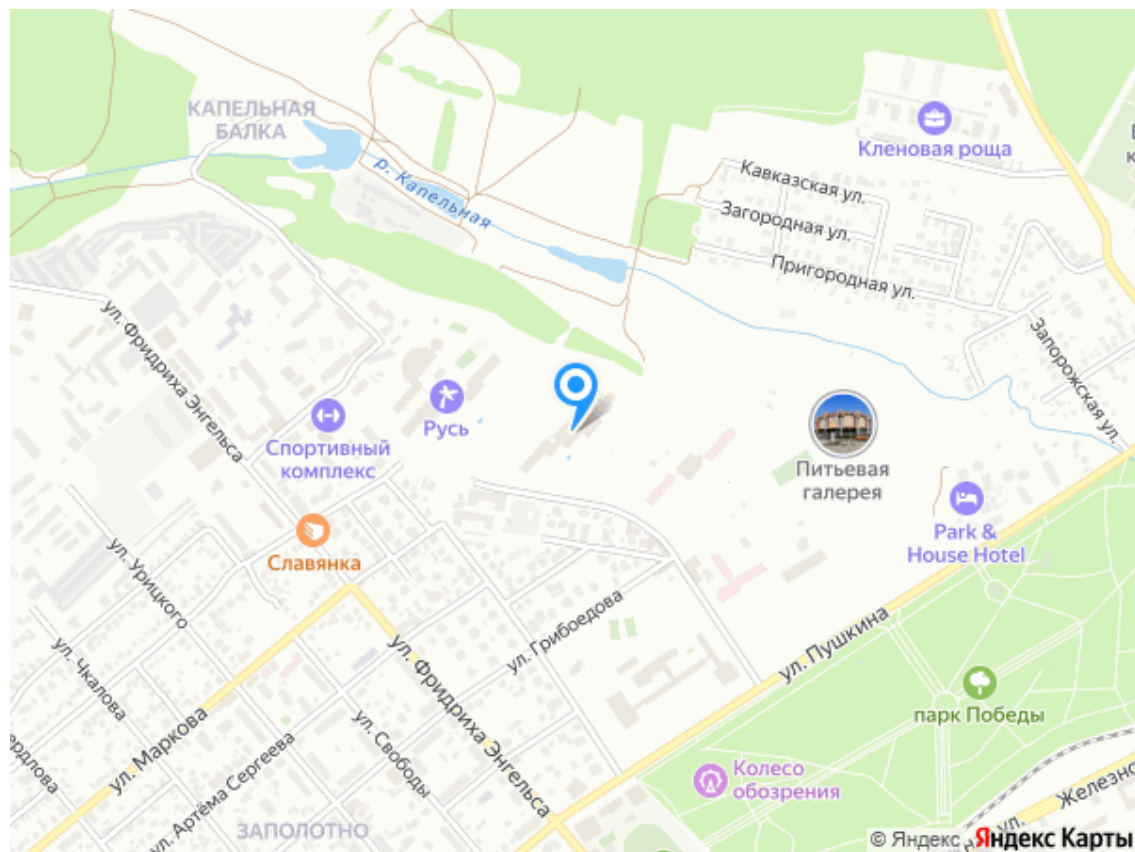 КАПЕЛЬНАЯ
БАЛКА
р. Капельная
Кленовая роща
Кавказская ул.
Загородная ул.
Пригородная ул.
Запорожская ул.
ул. Фридриха Энгельса
Русь
Спортивный
комплекс
Питьевая
галерея
Park &
House Hotel
Славянка
ул. Урицкого
ул. Чкалова
ул. Грибоедова
ул. Пушкина
ул. Фридриха Энгельса
ул. Маркова
ул. Свободы
ул. Артёма Сергеева
парк Победы
Колесо
обозрения
ЗАПОЛОТНО
© Яндекс Яндекс Карты